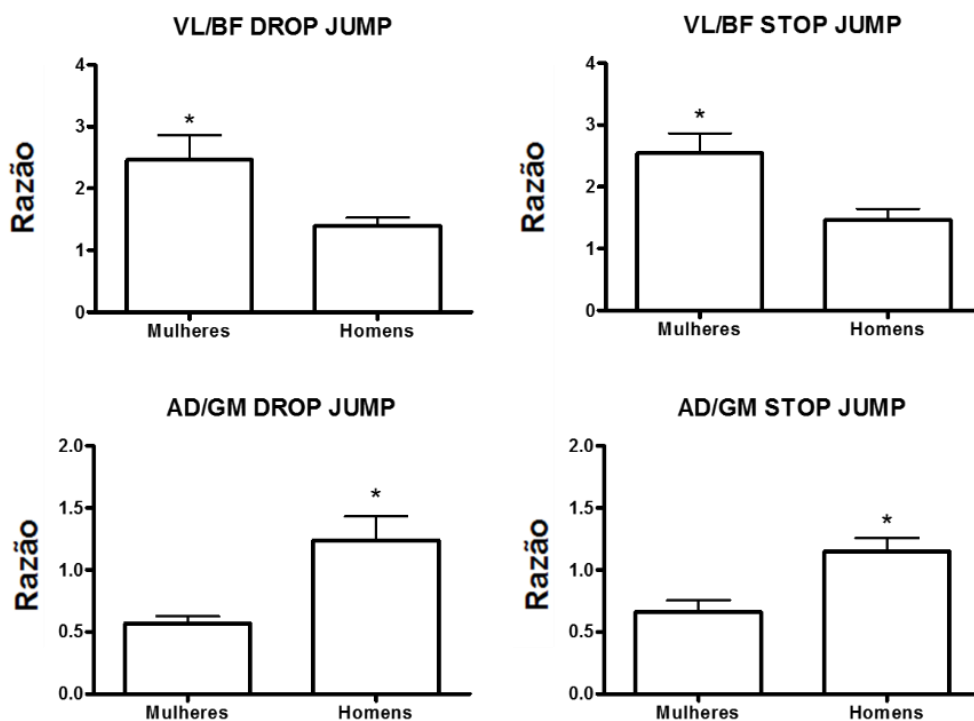 VL/BF DROP JUMP
Razão
4
3
2
1
0
*
Mulheres Homens
VL/BF STOP JUMP
Razão
4
3
2
1
0
*
Mulheres Homens
AD/GM DROP JUMP
Razão
2.0
1.5
1.0
0.5
0.0
*
Mulheres Homens
AD/GM STOP JUMP
Razão
2.0
1.5
1.0
0.5
0.0
*
Mulheres Homens